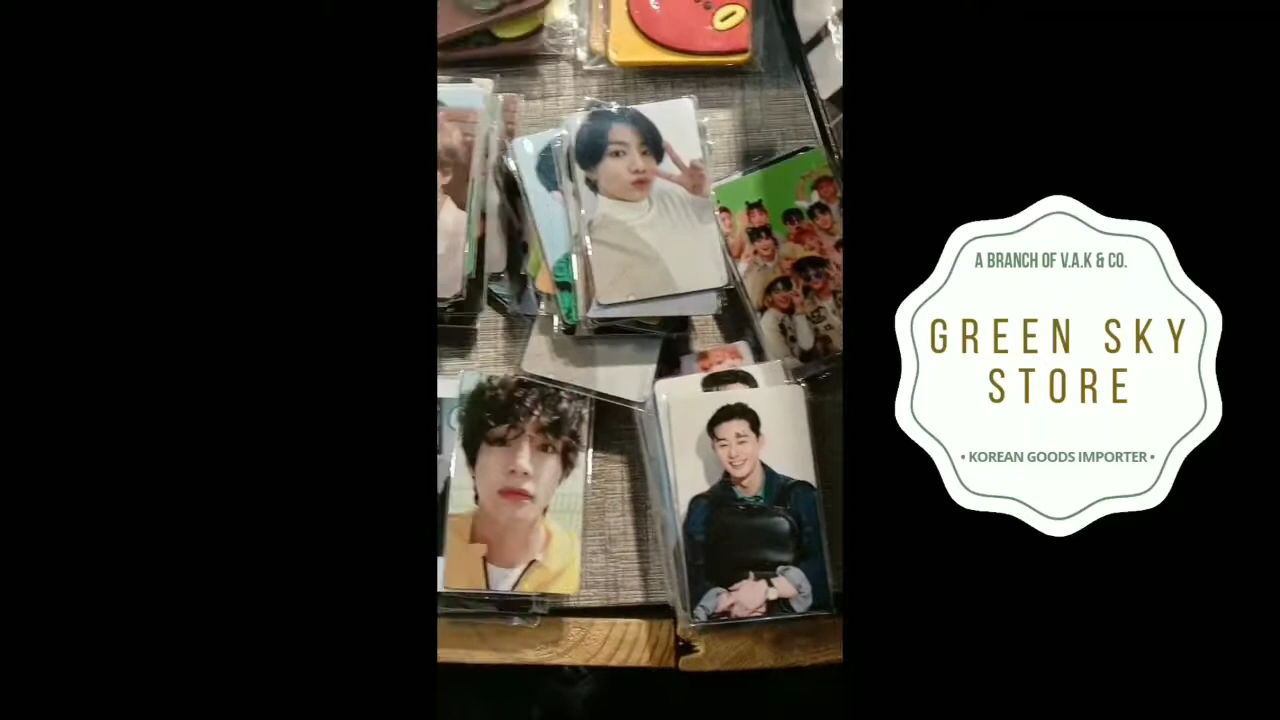 A BRANCH OF V.A.K & CO.
GREEN SKY
STORE
• KOREAN GOODS IMPORTER •